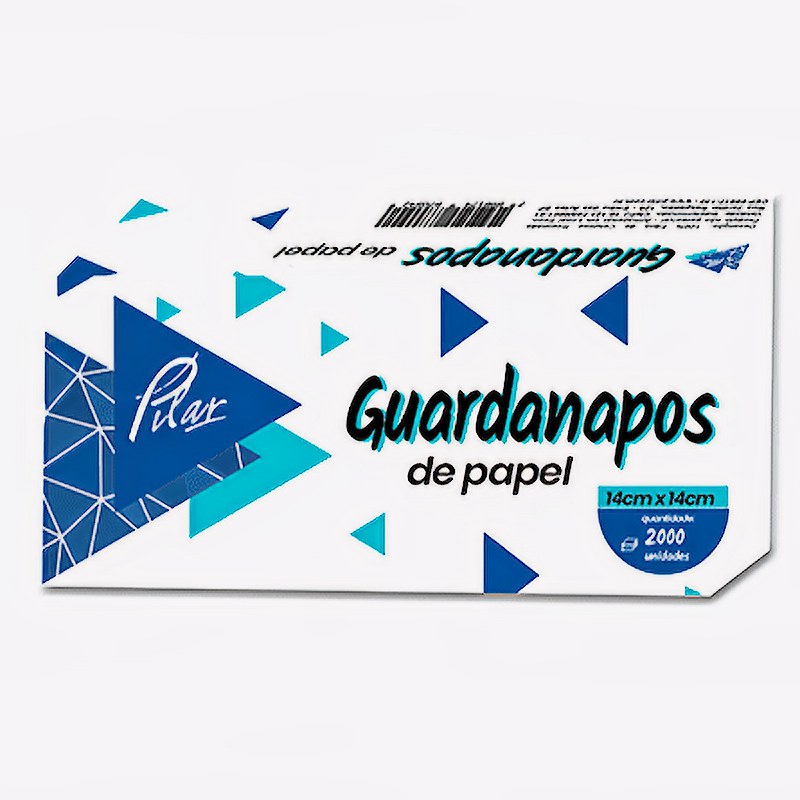 Guardanapos de papel
Pilar
Guardanapos
de papel
14cm x 14cm
quantidade:
2000
unidades